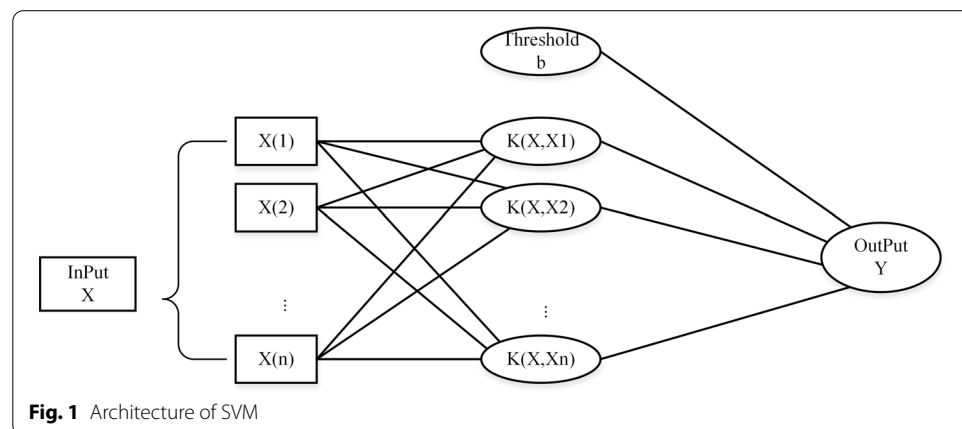 Threshold
b
X(1)
K(X,X1)
X(2)
K(X,X2)
InPut
X
OutPut
Y
...
...
X(n)
K(X,Xn)
Fig. 1 Architecture of SVM